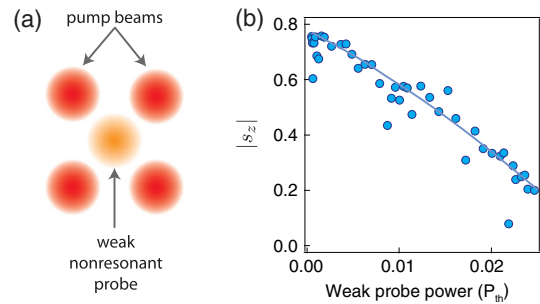 (a)
pump beams
weak
nonresonant
probe
(b)
|s_z|
0.8
0.6
0.4
0.2
0.0
0.00
0.01
0.02
Weak probe power (P_th)